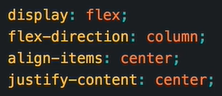 display: flex;
flex-direction: column;
align-items: center;
justify-content: center;